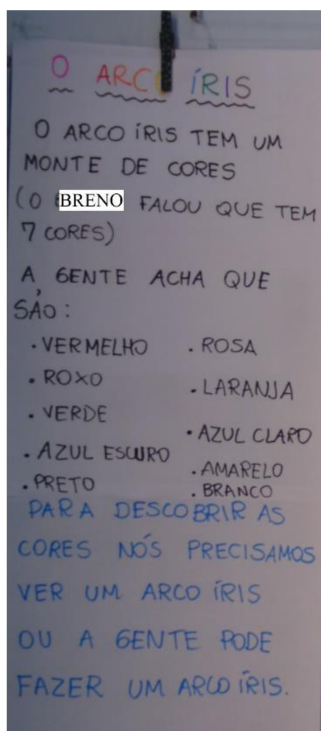 O ARCO ÍRIS
O ARCO ÍRIS TEM UM
MONTE DE CORES
(O BRENO FALOU QUE TEM
7 CORES)
A GENTE ACHA QUE
SÃO:
. VERMELHO . ROSA
. ROXO . LARANJA
. VERDE . AZUL CLARO
. AZUL ESCURO . AMARELO
. PRETO . BRANCO
PARA DESCOBRIR AS
CORES NÓS PRECISAMOS
VER UM ARCO ÍRIS
OU A GENTE PODE
FAZER UM ARCO ÍRIS.